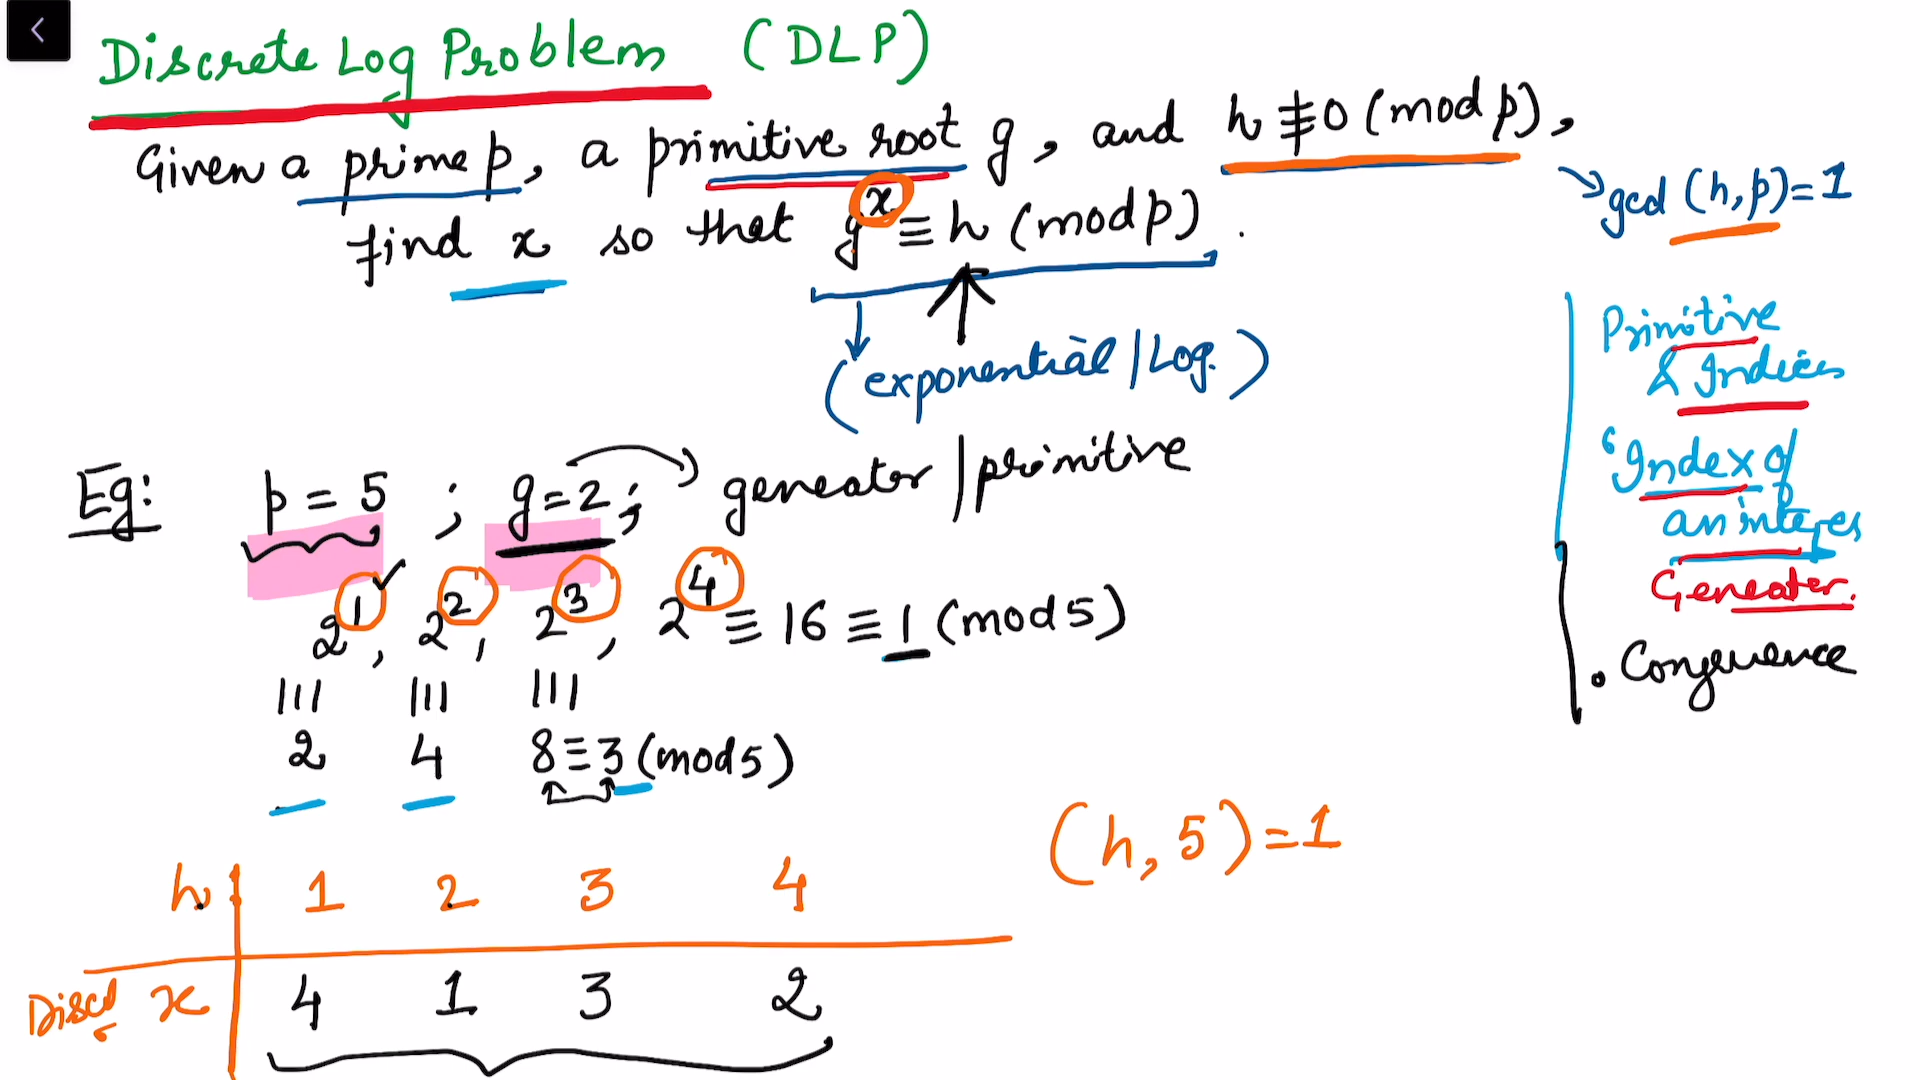 Discrete Log Problem (DLP)
Given a prime p, a primitive root g, and h ≢ 0 (mod p),
→ gcd (h, p) = 1
find x so that g^x ≡ h (mod p).
(exponential / Log.)
Primitive
& Indices
"Index of
an integer
Generator.
• Congruence
Eg: p = 5 ; g = 2 ; → geneator / primitive
2^1, 2^2, 2^3, 2^4 ≡ 16 ≡ 1 (mod 5)
||| ||| |||
2 4 8 ≡ 3 (mod 5)
(h, 5) = 1
h 1 2 3 4
x 4 1 3 2